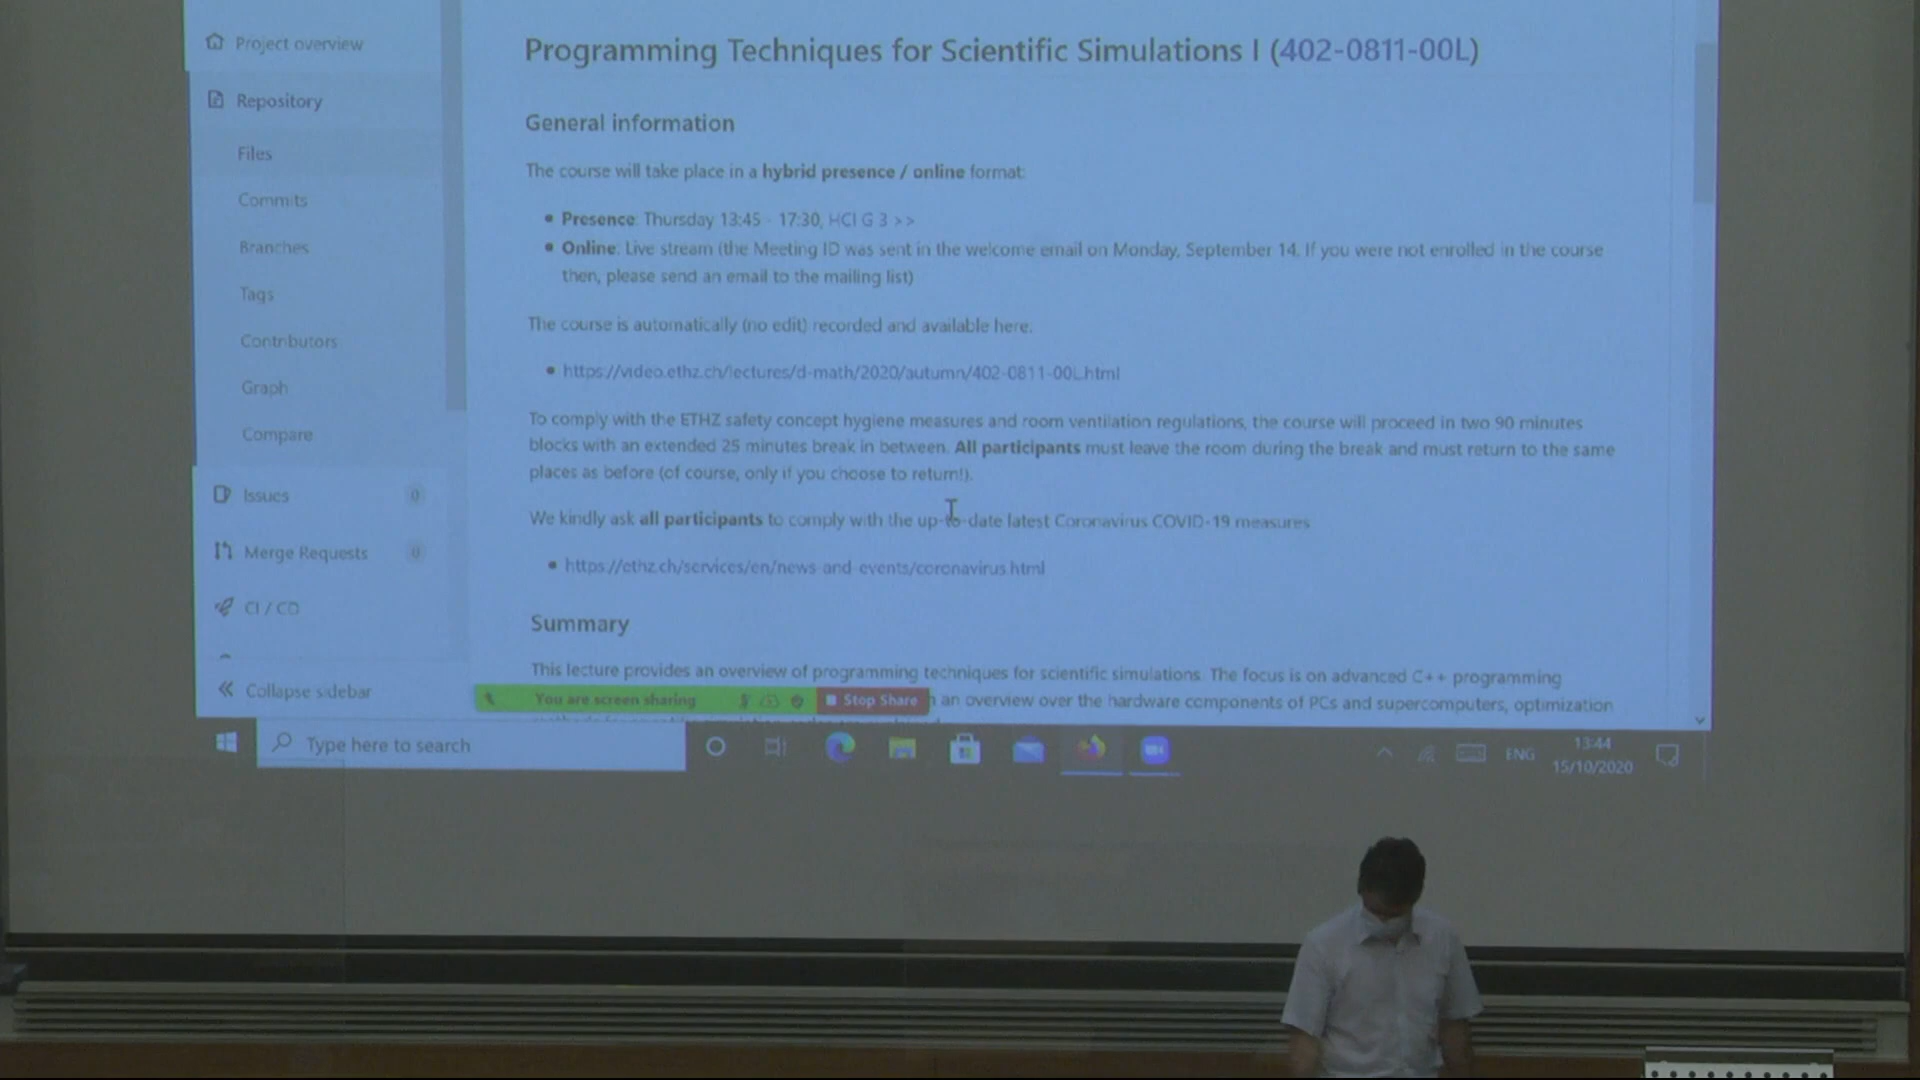 Project overview
Repository
Files
Commits
Branches
Tags
Contributors
Graph
Compare
Issues 0
Merge Requests 0
CI / CD
Collapse sidebar
Programming Techniques for Scientific Simulations I (402-0811-00L)
General information
The course will take place in a hybrid presence / online format:
Presence: Thursday 13:45 - 17:30, HCI G 3 >>
Online: Live stream (the Meeting ID was sent in the welcome email on Monday, September 14. If you were not enrolled in the course
then, please send an email to the mailing list)
The course is automatically (no edit) recorded and available here:
https://video.ethz.ch/lectures/d-math/2020/autumn/402-0811-00L.html
To comply with the ETHZ safety concept hygiene measures and room ventilation regulations, the course will proceed in two 90 minutes
blocks with an extended 25 minutes break in between. All participants must leave the room during the break and must return to the same
places as before (of course, only if you choose to return!).
We kindly ask all participants to comply with the up-to-date latest Coronavirus COVID-19 measures
https://ethz.ch/services/en/news-and-events/coronavirus.html
Summary
This lecture provides an overview of programming techniques for scientific simulations. The focus is on advanced C++ programming
You are screen sharing Stop Share an overview over the hardware components of PCs and supercomputers, optimization
Type here to search
ENG
13:44
15/10/2020